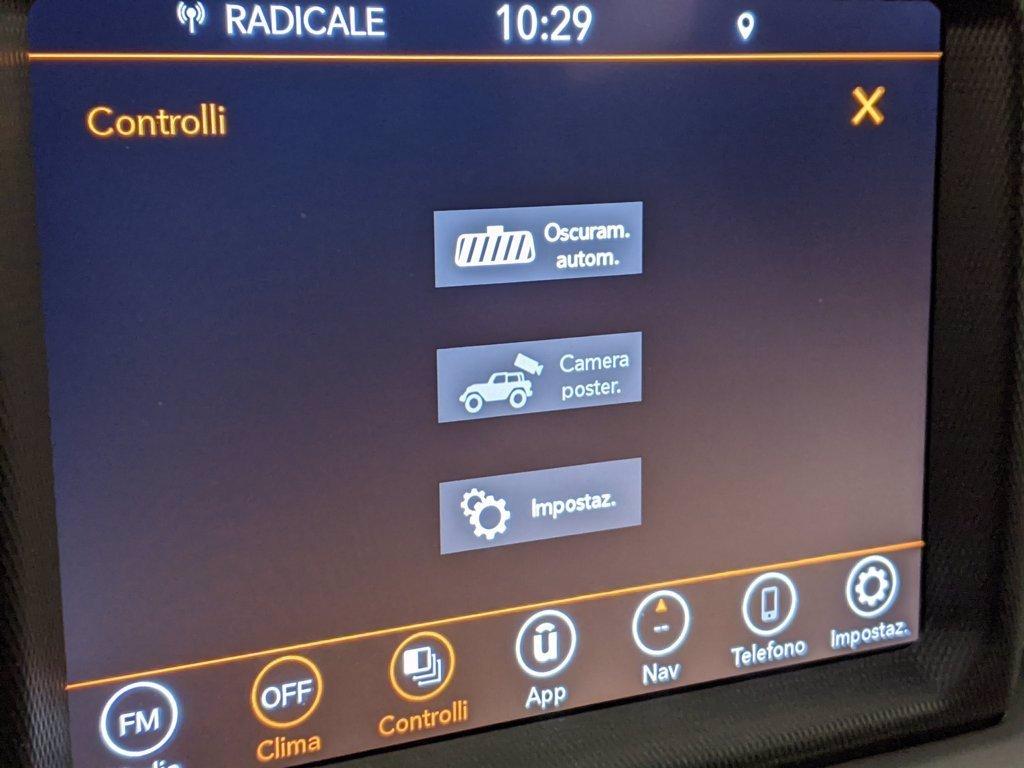 RADICALE 10:29
Controlli X
Oscuram.
autom.
Camera
poster.
Impostaz.
FM OFF
Clima Controlli App Nav -- Telefono Impostaz.